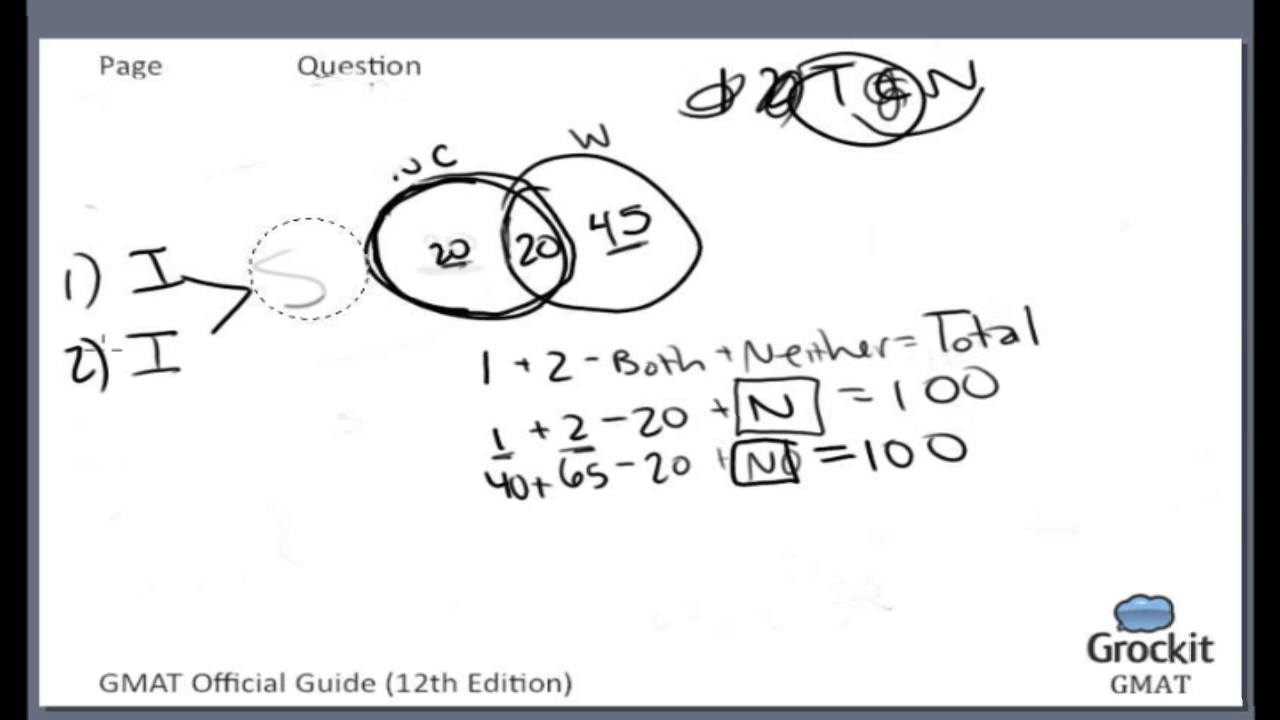 Page Question
W
C
20 20 45
1) I S
2) I
1 + 2 - Both + Neither = Total
1 + 2 - 20 + N = 100
40 + 65 - 20 + N = 100
Grockit
GMAT
GMAT Official Guide (12th Edition)